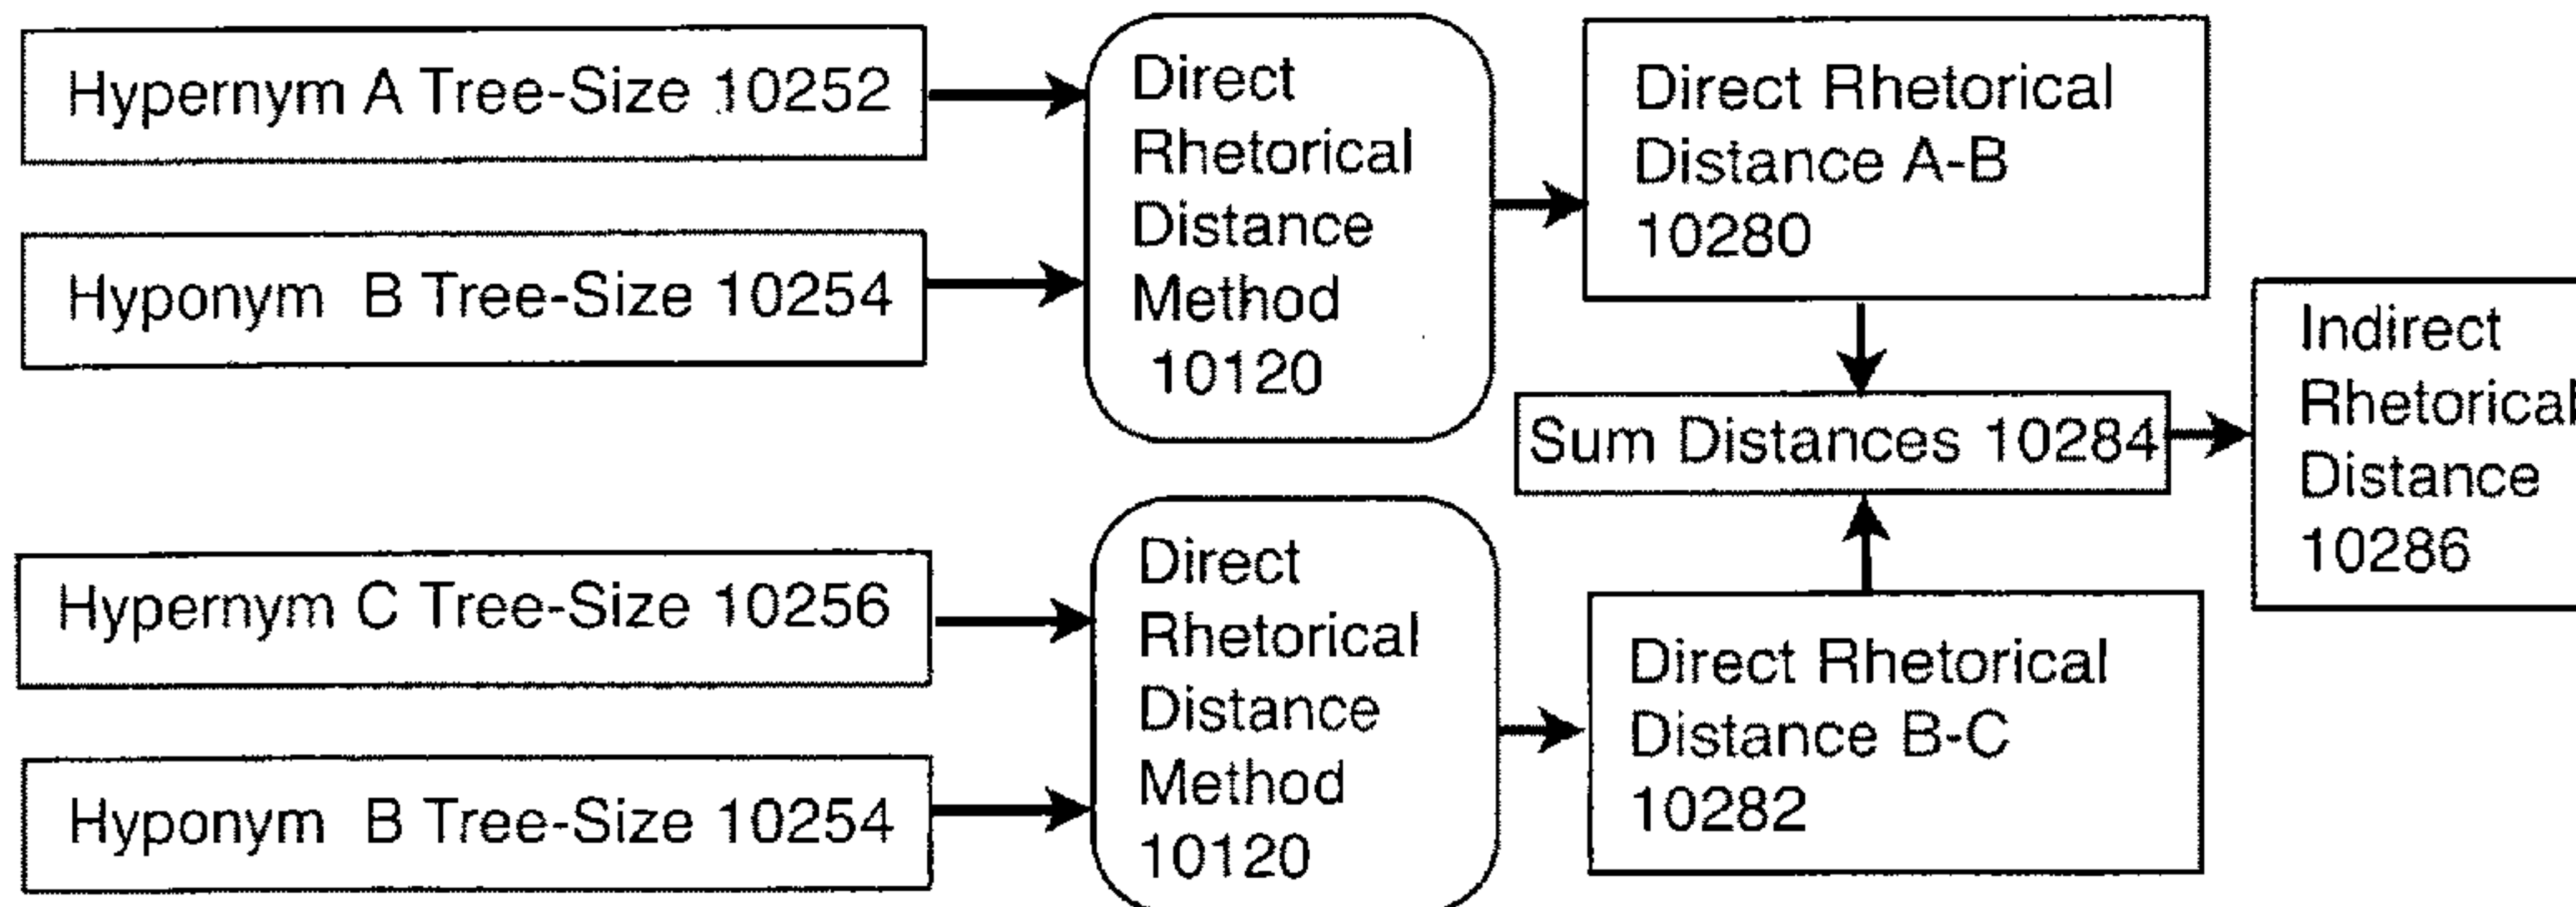 Hypernym A Tree-Size 10252
Hyponym B Tree-Size 10254
Direct
Rhetorical
Distance
Method
10120
Direct Rhetorical
Distance A-B
10280
Sum Distances 10284
Indirect
Rhetorical
Distance
10286
Hypernym C Tree-Size 10256
Hyponym B Tree-Size 10254
Direct
Rhetorical
Distance
Method
10120
Direct Rhetorical
Distance B-C
10282